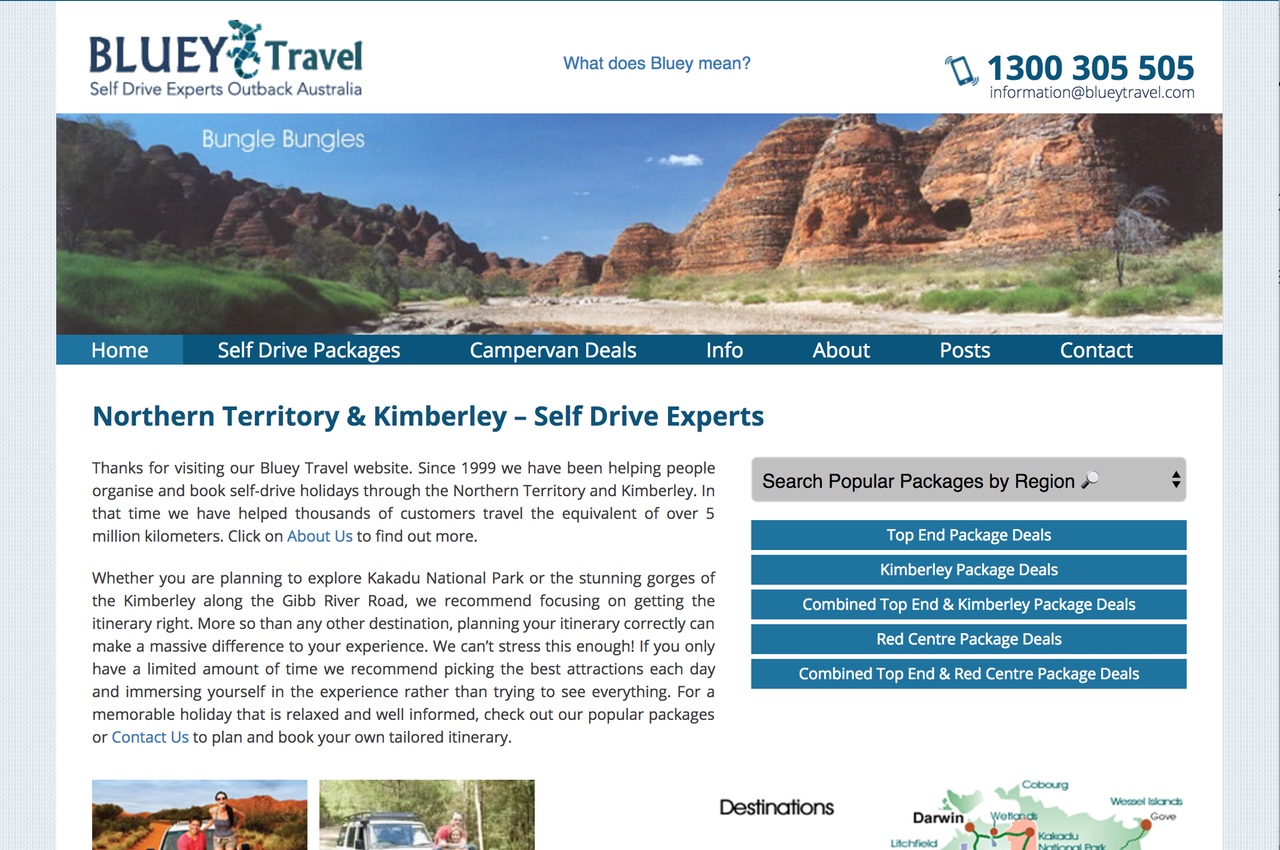 BLUEY Travel
Self Drive Experts Outback Australia
What does Bluey mean?
1300 305 505
information@blueytravel.com
Bungle Bungles
Home Self Drive Packages Campervan Deals Info About Posts Contact
Northern Territory & Kimberley – Self Drive Experts
Thanks for visiting our Bluey Travel website. Since 1999 we have been helping people
organise and book self-drive holidays through the Northern Territory and Kimberley. In
that time we have helped thousands of customers travel the equivalent of over 5
million kilometers. Click on About Us to find out more.
Whether you are planning to explore Kakadu National Park or the stunning gorges of
the Kimberley along the Gibb River Road, we recommend focusing on getting the
itinerary right. More so than any other destination, planning your itinerary correctly can
make a massive difference to your experience. We can’t stress this enough! If you only
have a limited amount of time we recommend picking the best attractions each day
and immersing yourself in the experience rather than trying to see everything. For a
memorable holiday that is relaxed and well informed, check out our popular packages
or Contact Us to plan and book your own tailored itinerary.
Search Popular Packages by Region
Top End Package Deals
Kimberley Package Deals
Combined Top End & Kimberley Package Deals
Red Centre Package Deals
Combined Top End & Red Centre Package Deals
Destinations
Cobourg
Wessel Islands
Darwin
Wetlands
Gove
Kakadu
National Park
Litchfield